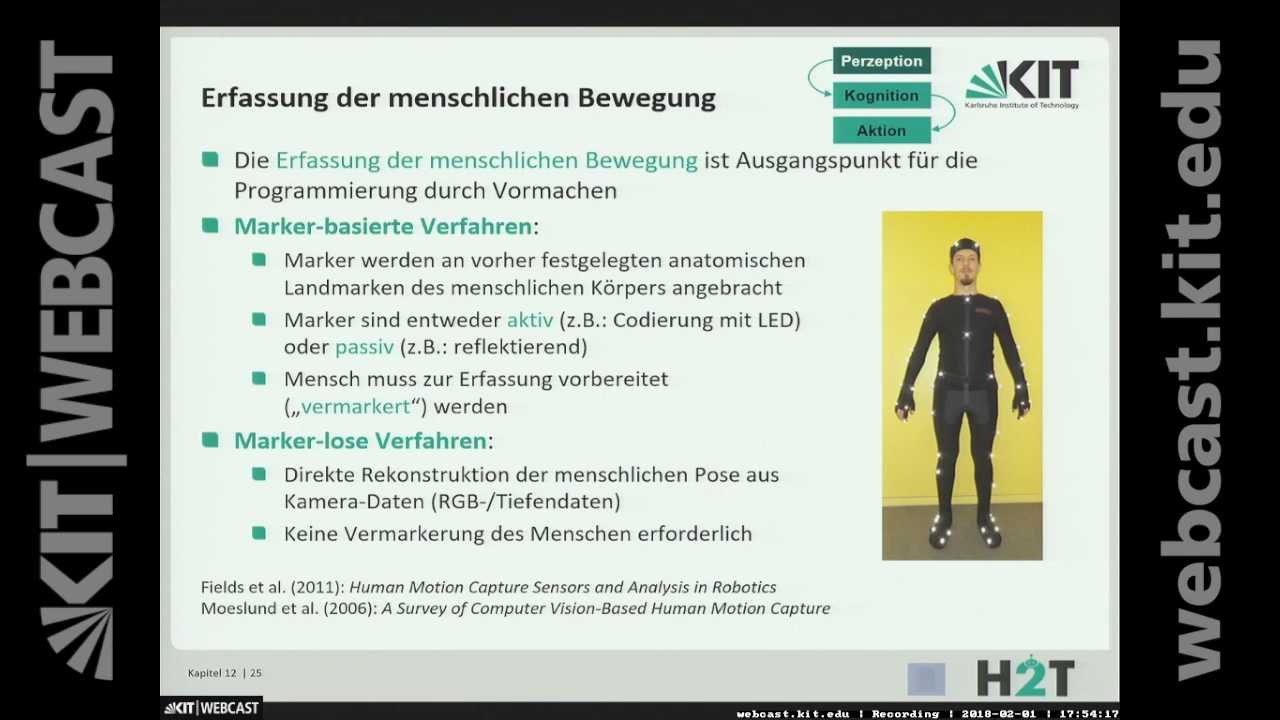 KIT|WEBCAST
webcast.kit.edu
Perzeption
Kognition
Aktion
KIT
Karlsruhe Institute of Technology
Erfassung der menschlichen Bewegung
Die Erfassung der menschlichen Bewegung ist Ausgangspunkt für die
Programmierung durch Vormachen
Marker-basierte Verfahren:
Marker werden an vorher festgelegten anatomischen
Landmarken des menschlichen Körpers angebracht
Marker sind entweder aktiv (z.B.: Codierung mit LED)
oder passiv (z.B.: reflektierend)
Mensch muss zur Erfassung vorbereitet
(„vermarkert“) werden
Marker-lose Verfahren:
Direkte Rekonstruktion der menschlichen Pose aus
Kamera-Daten (RGB-/Tiefendaten)
Keine Vermarkerung des Menschen erforderlich
Fields et al. (2011): Human Motion Capture Sensors and Analysis in Robotics
Moeslund et al. (2006): A Survey of Computer Vision-Based Human Motion Capture
Kapitel 12 | 25
H2T
KIT|WEBCAST
webcast.kit.edu | Recording | 2018-02-01 | 17:54:17